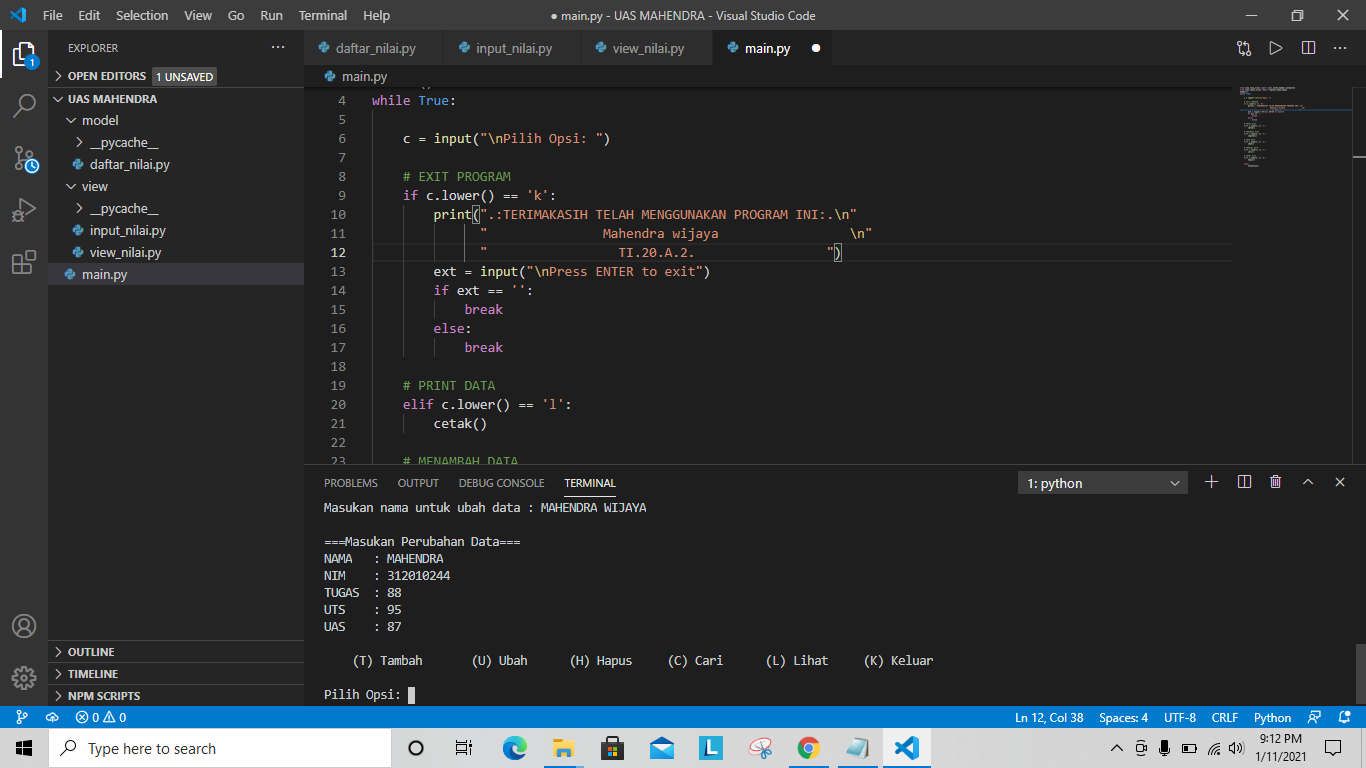 File Edit Selection View Go Run Terminal Help ● main.py - UAS MAHENDRA - Visual Studio Code
EXPLORER ···
daftar_nilai.py input_nilai.py view_nilai.py main.py ●
1
OPEN EDITORS 1 UNSAVED
main.py
UAS MAHENDRA
model
__pycache__
daftar_nilai.py
view
__pycache__
input_nilai.py
view_nilai.py
main.py
OUTLINE
TIMELINE
NPM SCRIPTS
4 while True:
5
6 c = input("\nPilih Opsi: ")
7
8 # EXIT PROGRAM
9 if c.lower() == 'k':
10 print(".:TERIMAKASIH TELAH MENGGUNAKAN PROGRAM INI:.\n"
11 " Mahendra wijaya \n"
12 " TI.20.A.2. ")
13 ext = input("\nPress ENTER to exit")
14 if ext == '':
15 break
16 else:
17 break
18
19 # PRINT DATA
20 elif c.lower() == 'l':
21 cetak()
22
23 # MENAMBAH DATA
PROBLEMS OUTPUT DEBUG CONSOLE TERMINAL 1: python
Masukan nama untuk ubah data : MAHENDRA WIJAYA
===Masukan Perubahan Data===
NAMA : MAHENDRA
NIM : 312010244
TUGAS : 88
UTS : 95
UAS : 87
(T) Tambah (U) Ubah (H) Hapus (C) Cari (L) Lihat (K) Keluar
Pilih Opsi:
0 0 Ln 12, Col 38 Spaces: 4 UTF-8 CRLF Python
Type here to search
L
9:12 PM
1/11/2021